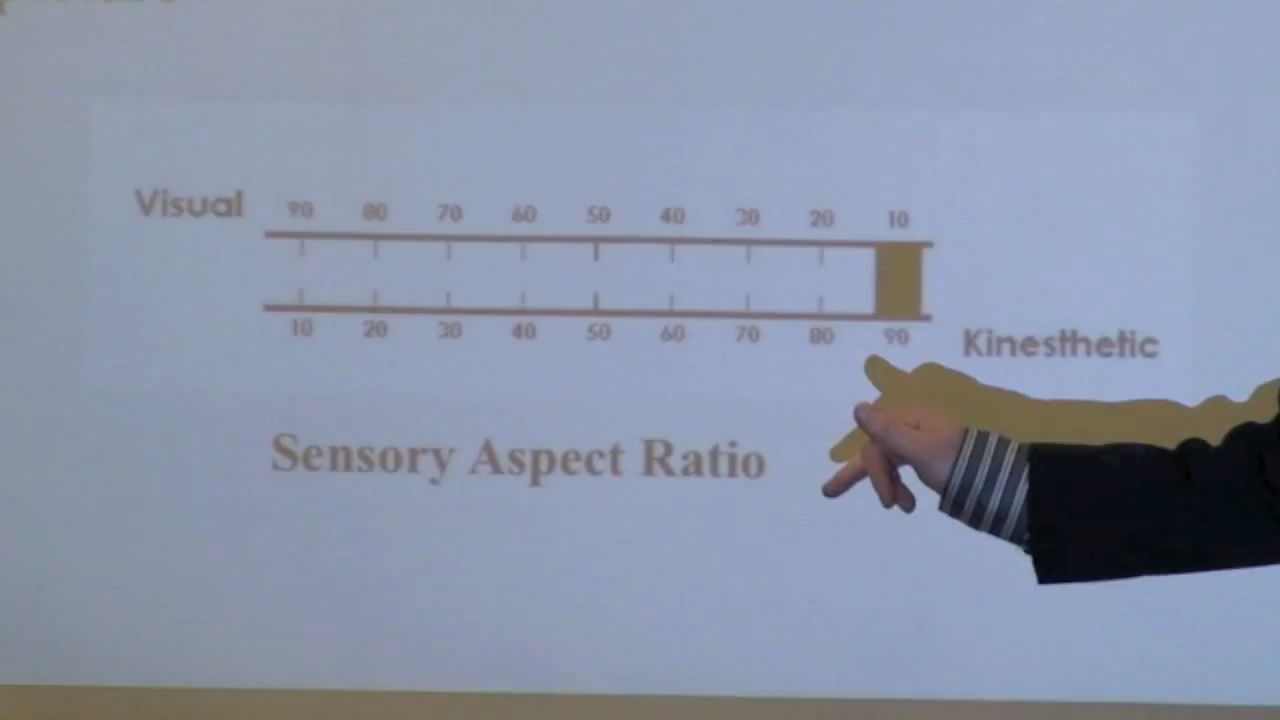 Visual 90 80 70 60 50 40 30 20 10
10 20 30 40 50 60 70 80 90 Kinesthetic
Sensory Aspect Ratio